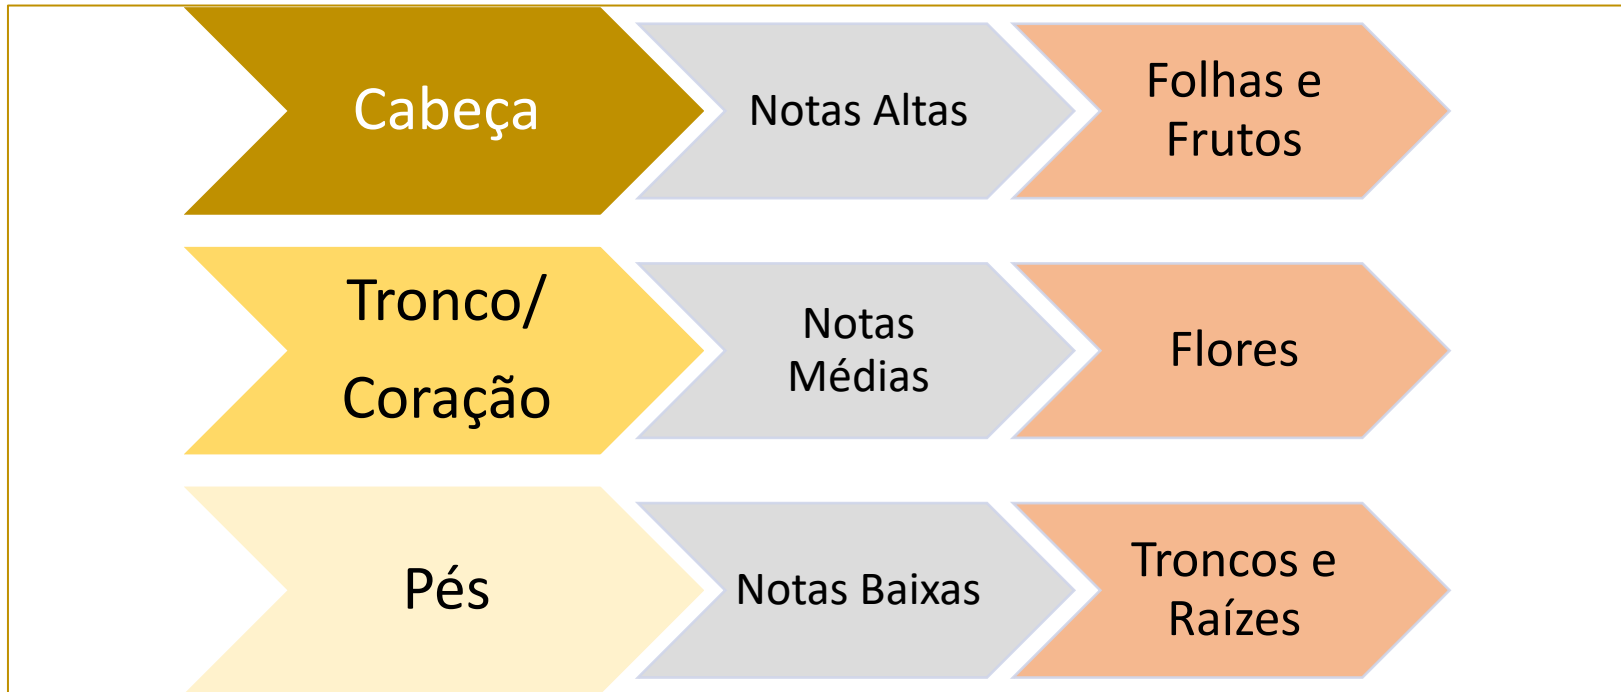 Cabeça
Notas Altas
Folhas e
Frutos
Tronco/
Coração
Notas
Médias
Flores
Pés
Notas Baixas
Troncos e
Raízes